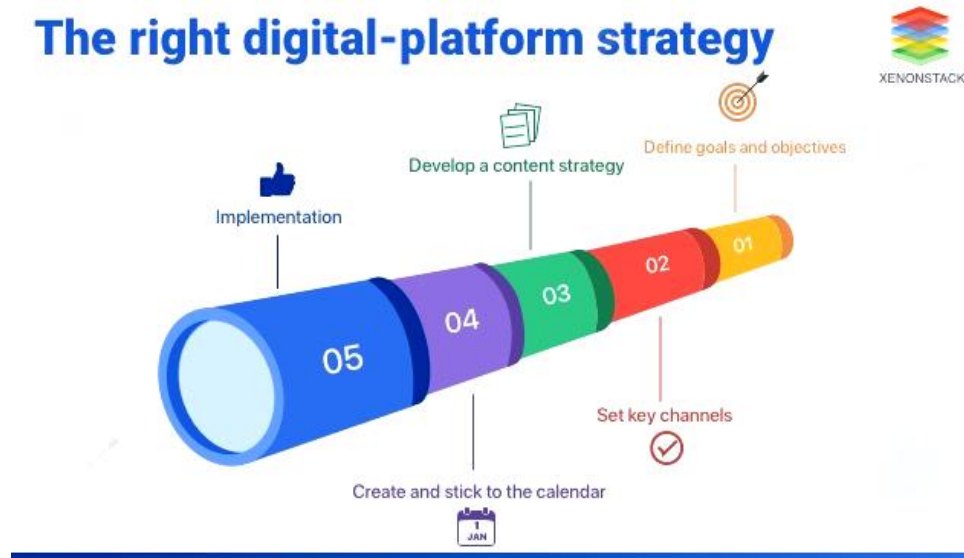 The right digital-platform strategy
XENONSTACK
Define goals and objectives
Develop a content strategy
Implementation
01
02
03
04
05
Set key channels
Create and stick to the calendar
1
JAN